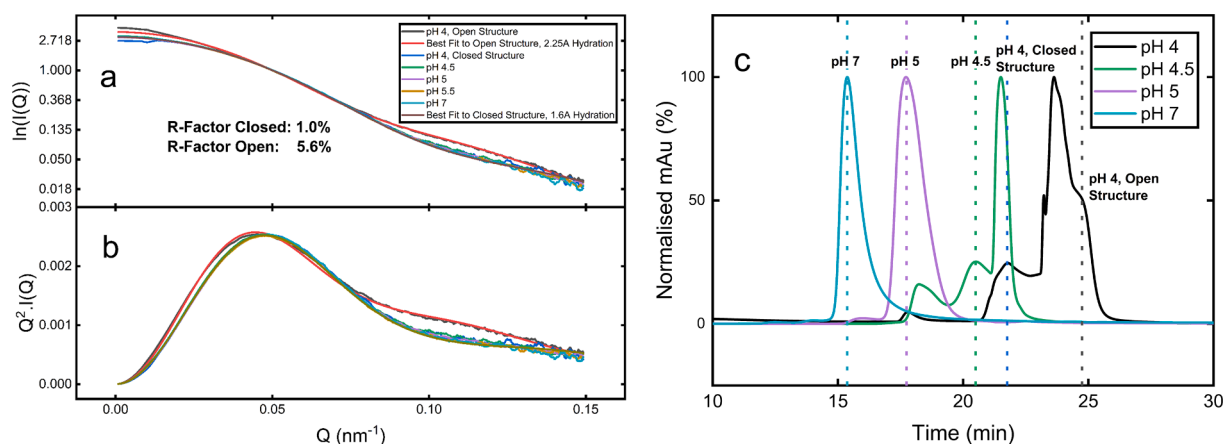 2.718
1.000
0.368
0.135
0.050
0.018
0.003
ln(I(Q))
a
pH 4, Open Structure
Best Fit to Open Structure, 2.25A Hydration
pH 4, Closed Structure
pH 4.5
pH 5
pH 5.5
pH 7
Best Fit to Closed Structure, 1.6A Hydration
R-Factor Closed: 1.0%
R-Factor Open: 5.6%
b
0.002
0.001
0.000
Q².I(Q)
0.00
0.05
0.10
0.15
Q (nm⁻¹)
c
pH 7
pH 5
pH 4.5
pH 4, Closed
Structure
pH 4, Open
Structure
pH 4
pH 4.5
pH 5
pH 7
100
50
0
Normalised mAu (%)
10
15
20
25
30
Time (min)